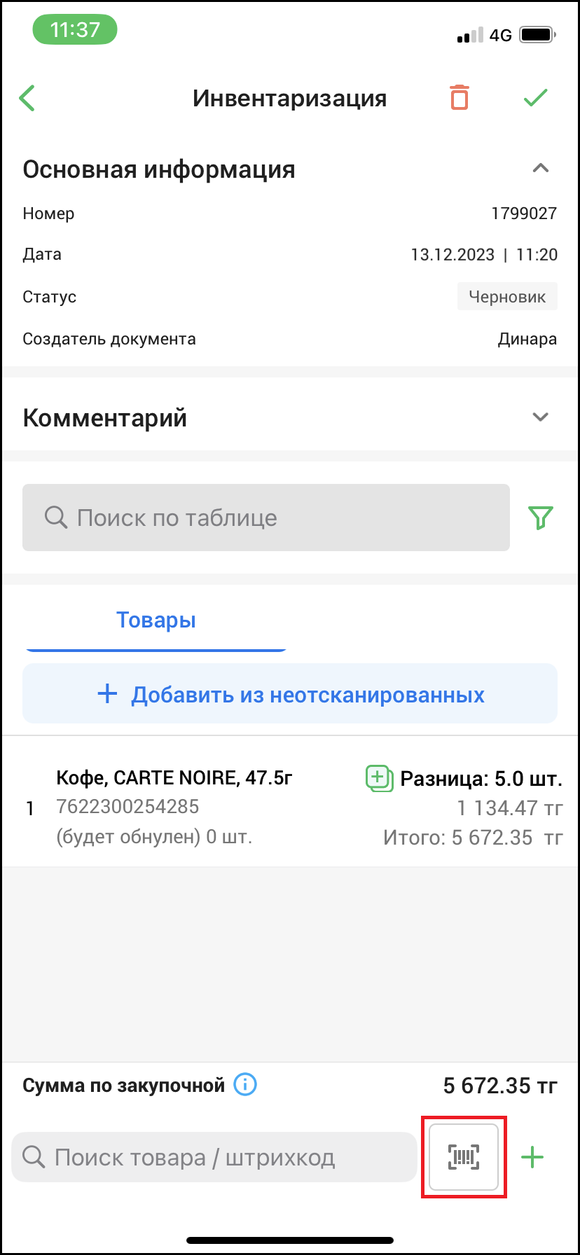 11:37
4G
Инвентаризация
Основная информация
Номер 1799027
Дата 13.12.2023 | 11:20
Статус Черновик
Создатель документа Динара
Комментарий
Поиск по таблице
Товары
+ Добавить из неотсканированных
Кофе, CARTE NOIRE, 47.5г Разница: 5.0 шт.
1 7622300254285 1 134.47 тг
(будет обнулен) 0 шт. Итого: 5 672.35 тг
Сумма по закупочной 5 672.35 тг
Поиск товара / штрихкод